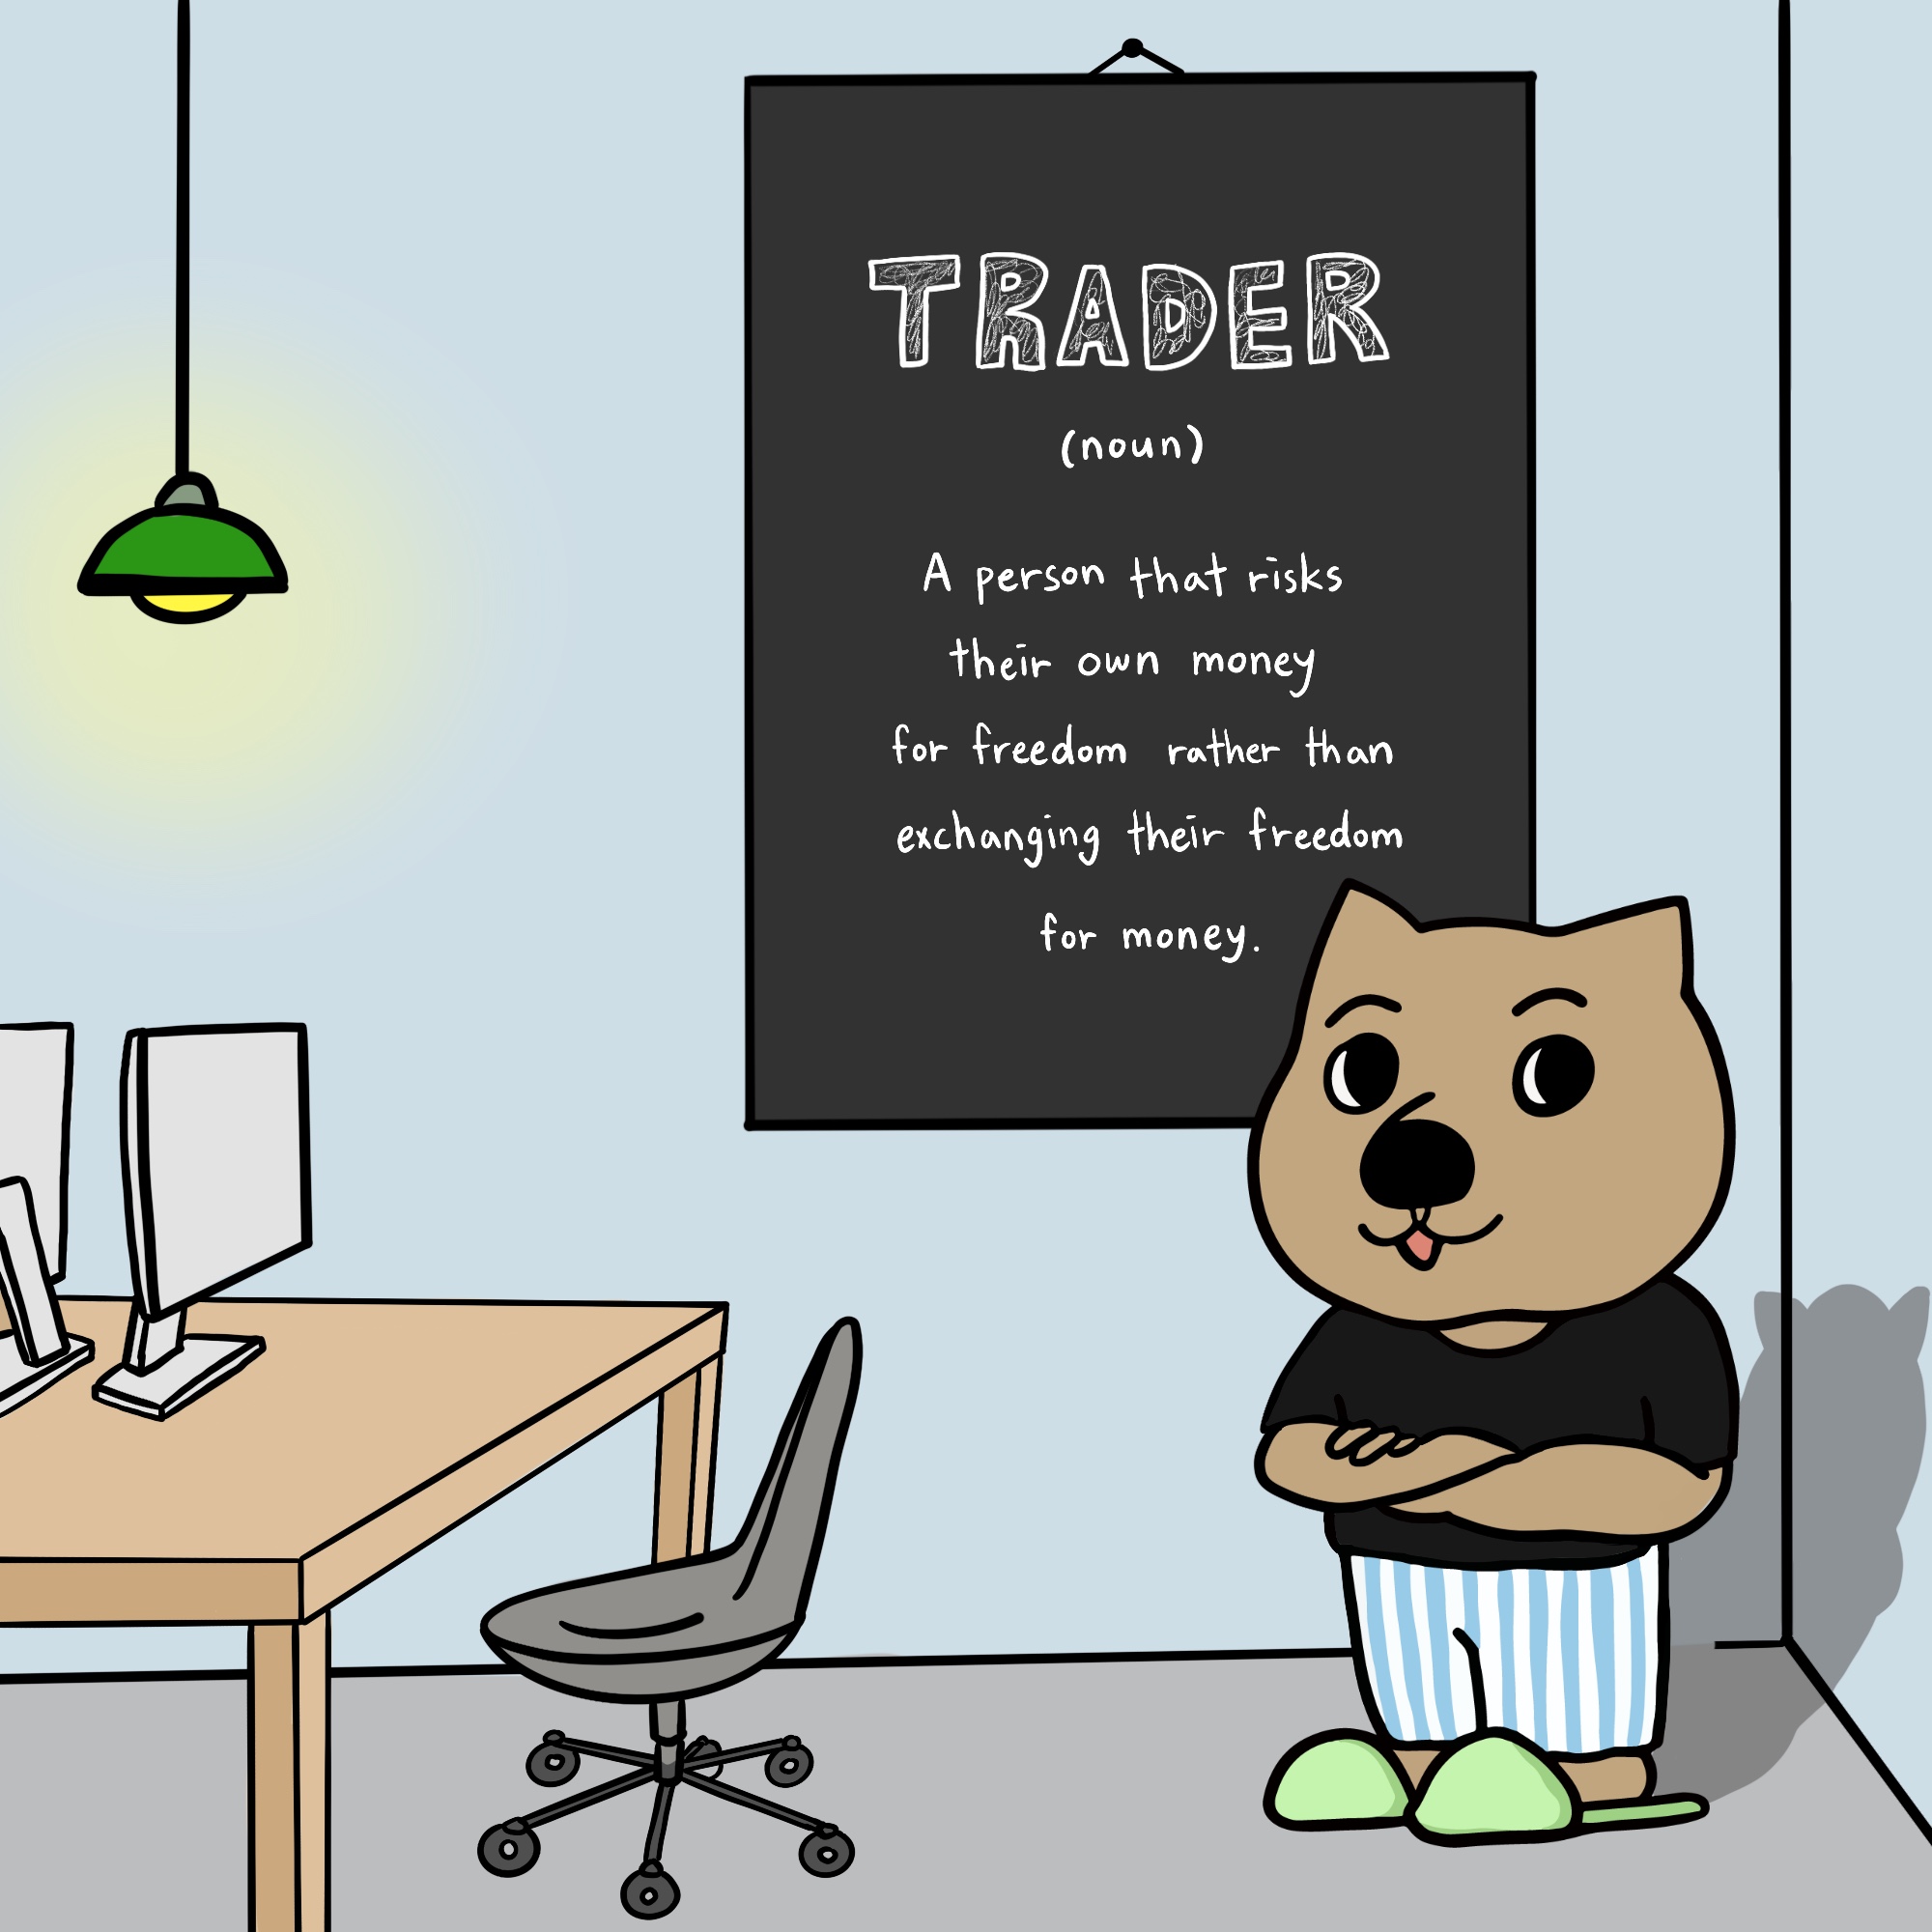 TRADER
(noun)
A person that risks
their own money
for freedom rather than
exchanging their freedom
for money.